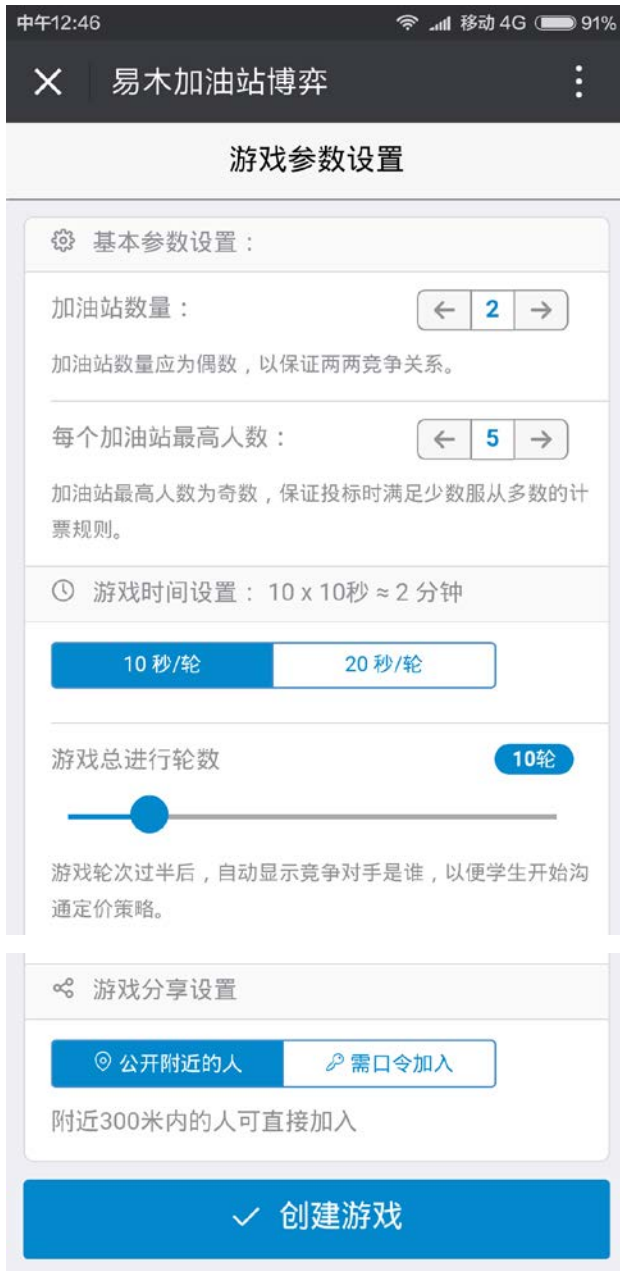 中午12:46 移动 4G 91%
易木加油站博弈
游戏参数设置
基本参数设置：
加油站数量： 2
加油站数量应为偶数，以保证两两竞争关系。
每个加油站最高人数： 5
加油站最高人数为奇数，保证投标时满足少数服从多数的计
票规则。
游戏时间设置： 10 x 10秒 ≈ 2 分钟
10 秒/轮 20 秒/轮
游戏总进行轮数 10轮
游戏轮次过半后，自动显示竞争对手是谁，以便学生开始沟
通定价策略。
游戏分享设置
公开附近的人 需口令加入
附近300米内的人可直接加入
创建游戏